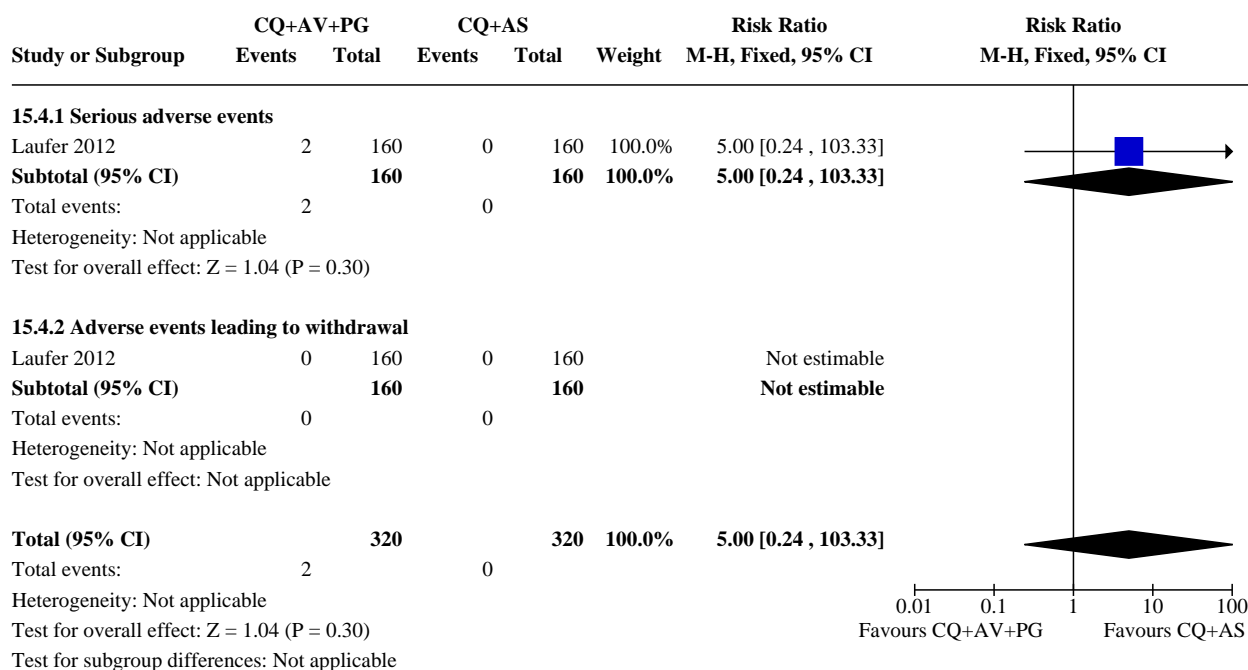 CQ+AV+PG CQ+AS Risk Ratio Risk Ratio
Study or Subgroup Events Total Events Total Weight M-H, Fixed, 95% CI M-H, Fixed, 95% CI
15.4.1 Serious adverse events
Laufer 2012 2 160 0 160 100.0% 5.00 [0.24 , 103.33]
Subtotal (95% CI) 160 160 100.0% 5.00 [0.24 , 103.33]
Total events: 2 0
Heterogeneity: Not applicable
Test for overall effect: Z = 1.04 (P = 0.30)
15.4.2 Adverse events leading to withdrawal
Laufer 2012 0 160 0 160 Not estimable
Subtotal (95% CI) 160 160 Not estimable
Total events: 0 0
Heterogeneity: Not applicable
Test for overall effect: Not applicable
Total (95% CI) 320 320 100.0% 5.00 [0.24 , 103.33]
Total events: 2 0
Heterogeneity: Not applicable 0.01 0.1 1 10 100
Test for overall effect: Z = 1.04 (P = 0.30) Favours CQ+AV+PG Favours CQ+AS
Test for subgroup differences: Not applicable